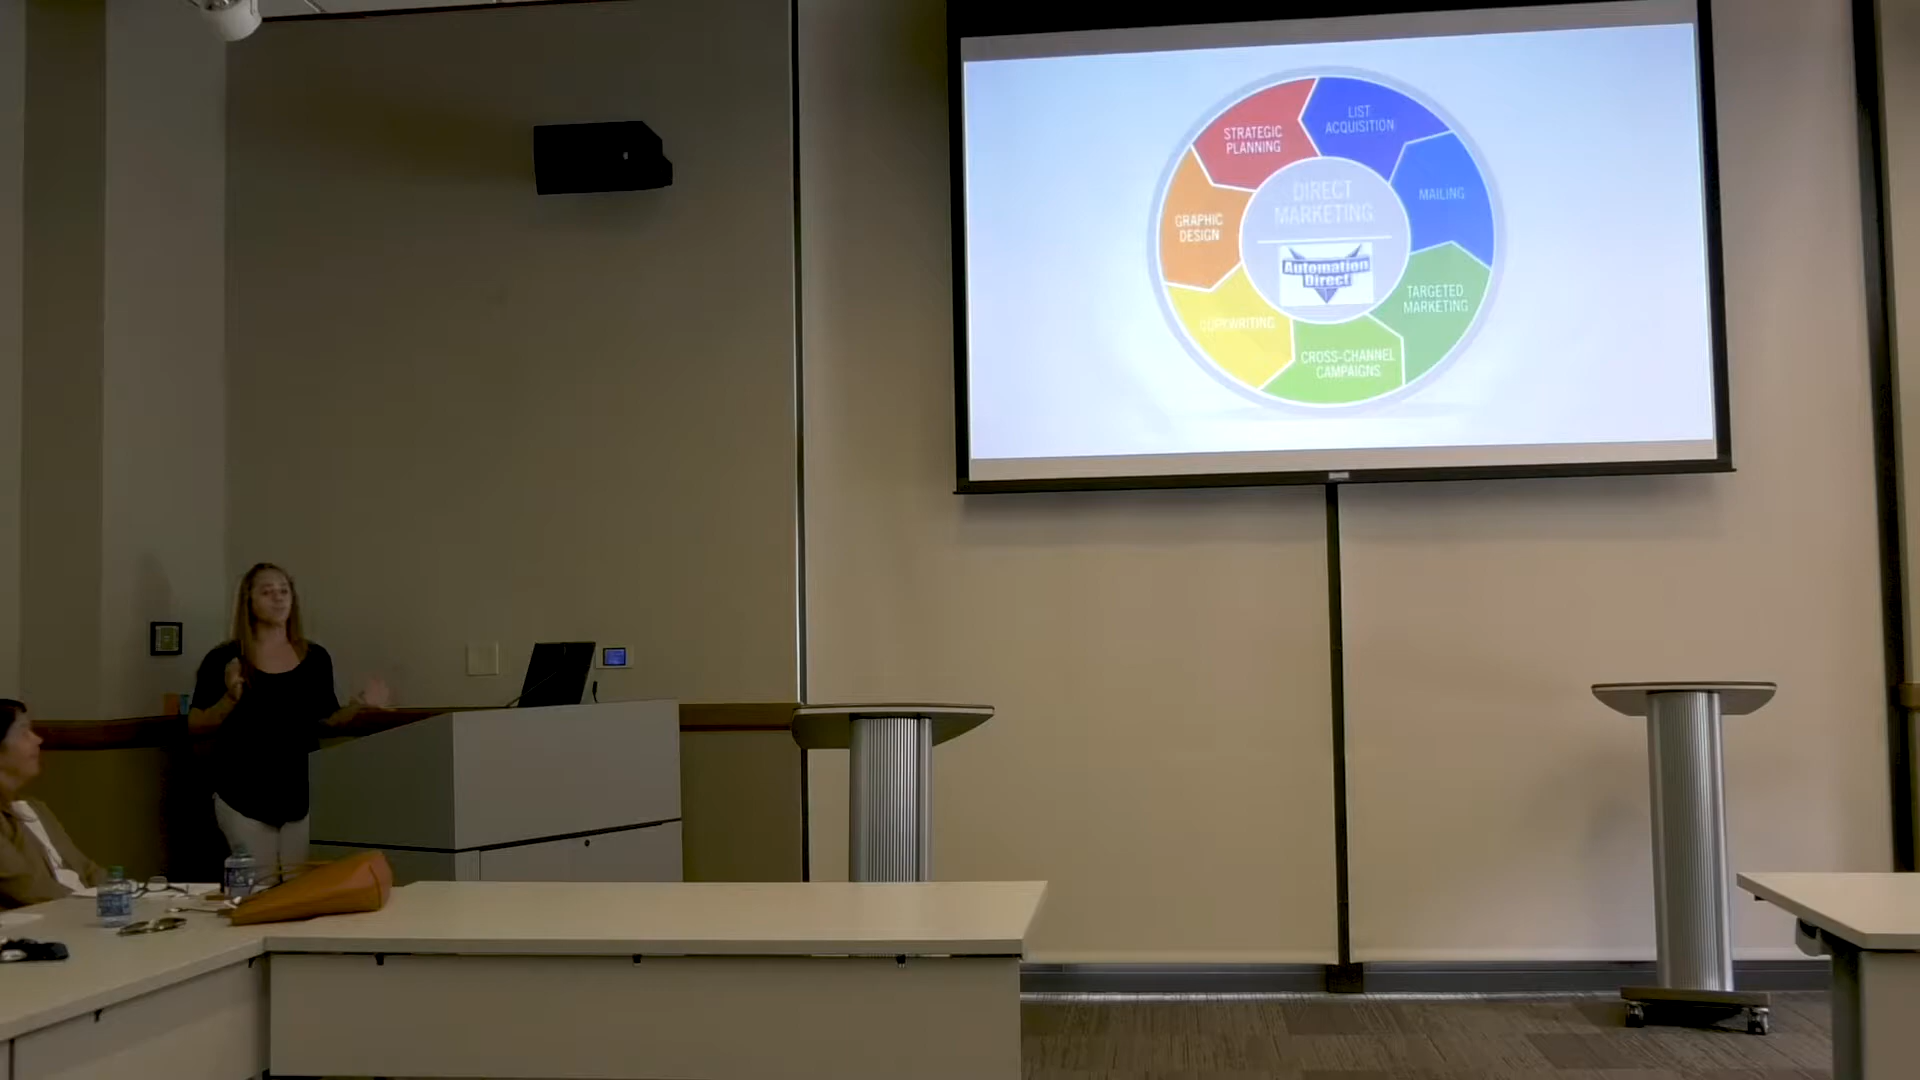 LIST
ACQUISITION
STRATEGIC
PLANNING
MAILING
DIRECT
MARKETING
GRAPHIC
DESIGN
Automation
Direct
TARGETED
MARKETING
COPYWRITING
CROSS-CHANNEL
CAMPAIGNS